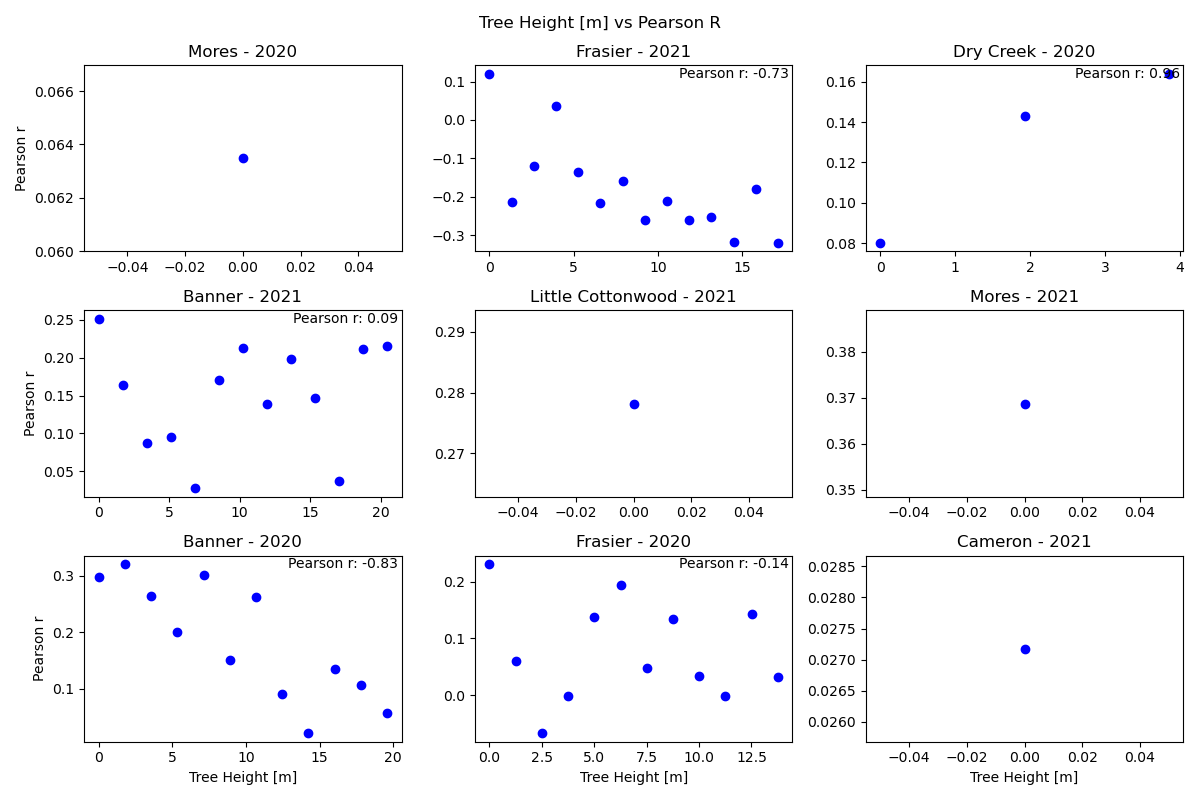 Tree Height [m] vs Pearson R
Mores - 2020
Pearson r
0.066
0.064
0.062
0.060
−0.04 −0.02 0.00 0.02 0.04
Frasier - 2021
Pearson r: -0.73
0.1
0.0
−0.1
−0.2
−0.3
0 5 10 15
Dry Creek - 2020
Pearson r: 0.96
0.16
0.14
0.12
0.10
0.08
0 1 2 3 4
Banner - 2021
Pearson r: 0.09
Pearson r
0.25
0.20
0.15
0.10
0.05
0 5 10 15 20
Little Cottonwood - 2021
0.29
0.28
0.27
−0.04 −0.02 0.00 0.02 0.04
Mores - 2021
0.38
0.37
0.36
0.35
−0.04 −0.02 0.00 0.02 0.04
Banner - 2020
Pearson r: -0.83
Pearson r
0.3
0.2
0.1
0 5 10 15 20
Tree Height [m]
Frasier - 2020
Pearson r: -0.14
0.2
0.1
0.0
0.0 2.5 5.0 7.5 10.0 12.5
Tree Height [m]
Cameron - 2021
0.0285
0.0280
0.0275
0.0270
0.0265
0.0260
−0.04 −0.02 0.00 0.02 0.04
Tree Height [m]